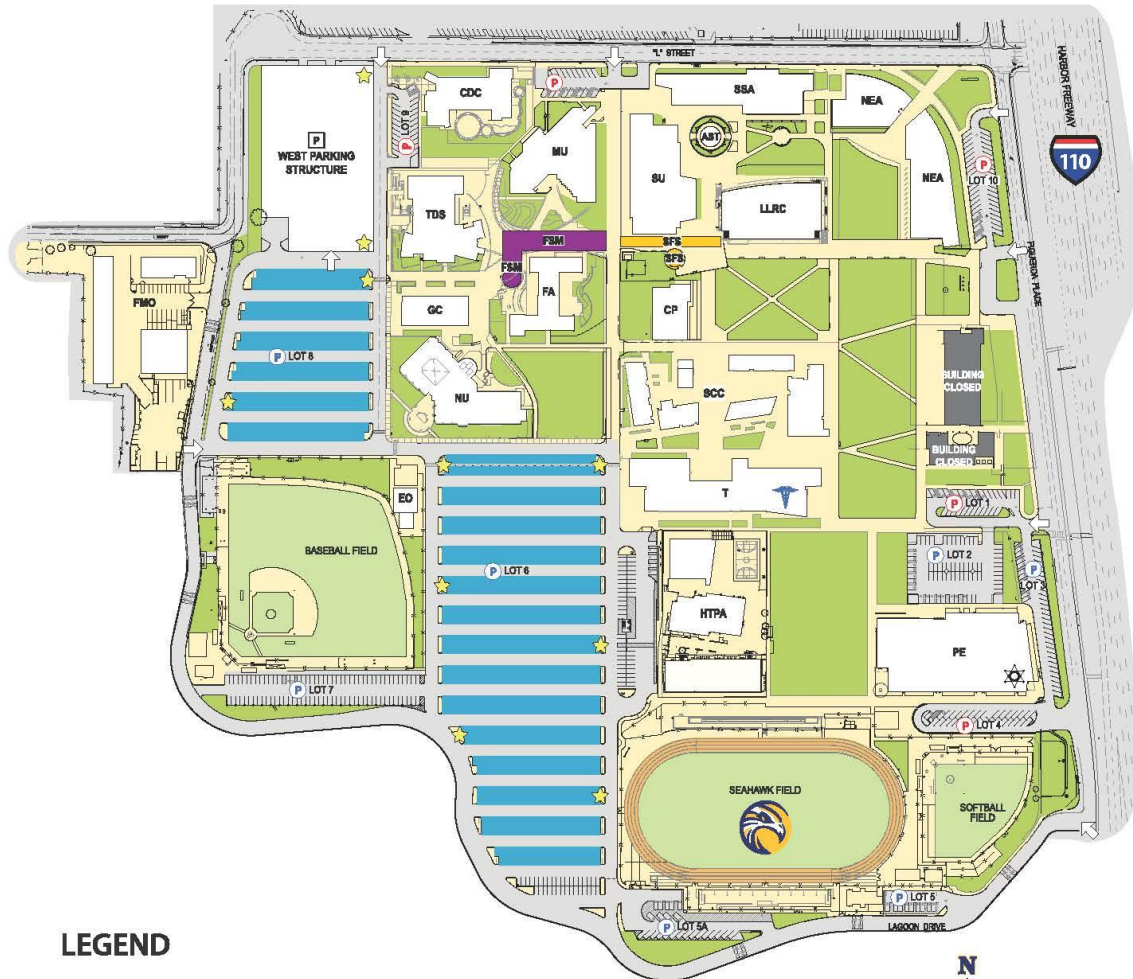 "L" STREET
HARBOR FREEWAY
110
P
WEST PARKING
STRUCTURE
LOT 9
P
CDC
P
MU
SSA
AST
NEA
SU
LLRC
NEA
P
LOT 10
TDS
FSM
FSM
SFS
SFS
FIGUEROA PLACE
FMO
GC
FA
CP
P LOT 8
NU
SCC
BUILDING
CLOSED
BUILDING
CLOSED
EO
T
P LOT 1
P LOT 2
P
LOT 3
BASEBALL FIELD
P LOT 6
HTPA
PE
P LOT 7
P LOT 4
SEAHAWK FIELD
SOFTBALL
FIELD
P LOT 5
P LOT 5A
LAGOON DRIVE
LEGEND
N